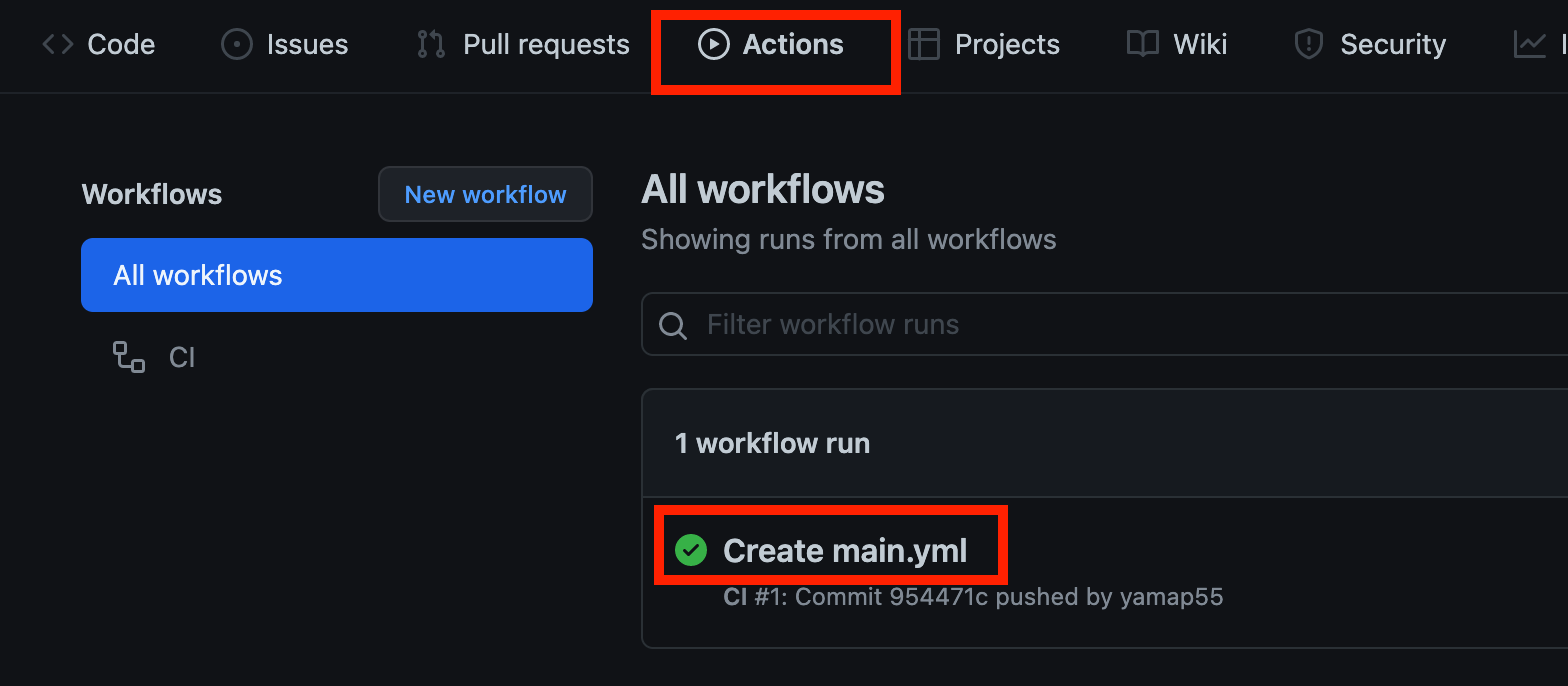 Code Issues Pull requests Actions Projects Wiki Security
Workflows New workflow
All workflows
CI
All workflows
Showing runs from all workflows
Filter workflow runs
1 workflow run
Create main.yml
CI #1: Commit 954471c pushed by yamap55